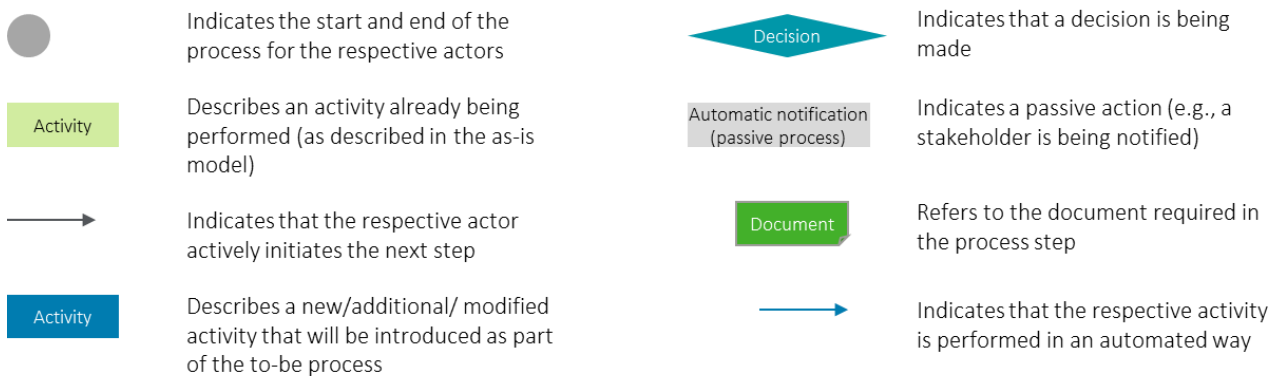 Indicates the start and end of the
process for the respective actors
Activity
Describes an activity already being
performed (as described in the as-is
model)
Indicates that the respective actor
actively initiates the next step
Activity
Describes a new/additional/ modified
activity that will be introduced as part
of the to-be process
Decision
Indicates that a decision is being
made
Automatic notification
(passive process)
Indicates a passive action (e.g., a
stakeholder is being notified)
Document
Refers to the document required in
the process step
Indicates that the respective activity
is performed in an automated way